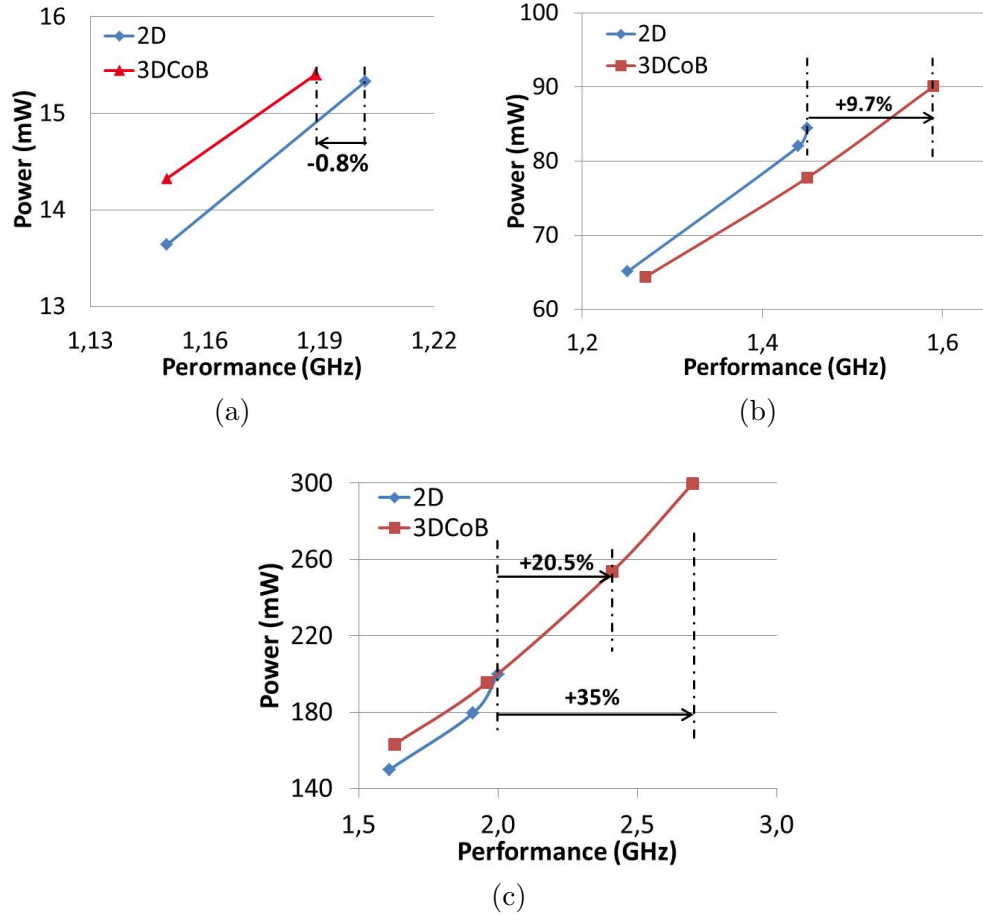 16
15
14
13
Power (mW)
2D
3DCoB
-0.8%
1,13
1,16
1,19
1,22
Perormance (GHz)
(a)
100
90
80
70
60
Power (mW)
2D
3DCoB
+9.7%
1,2
1,4
1,6
Performance (GHz)
(b)
300
260
220
180
140
Power (mW)
2D
3DCoB
+20.5%
+35%
1,5
2,0
2,5
3,0
Performance (GHz)
(c)